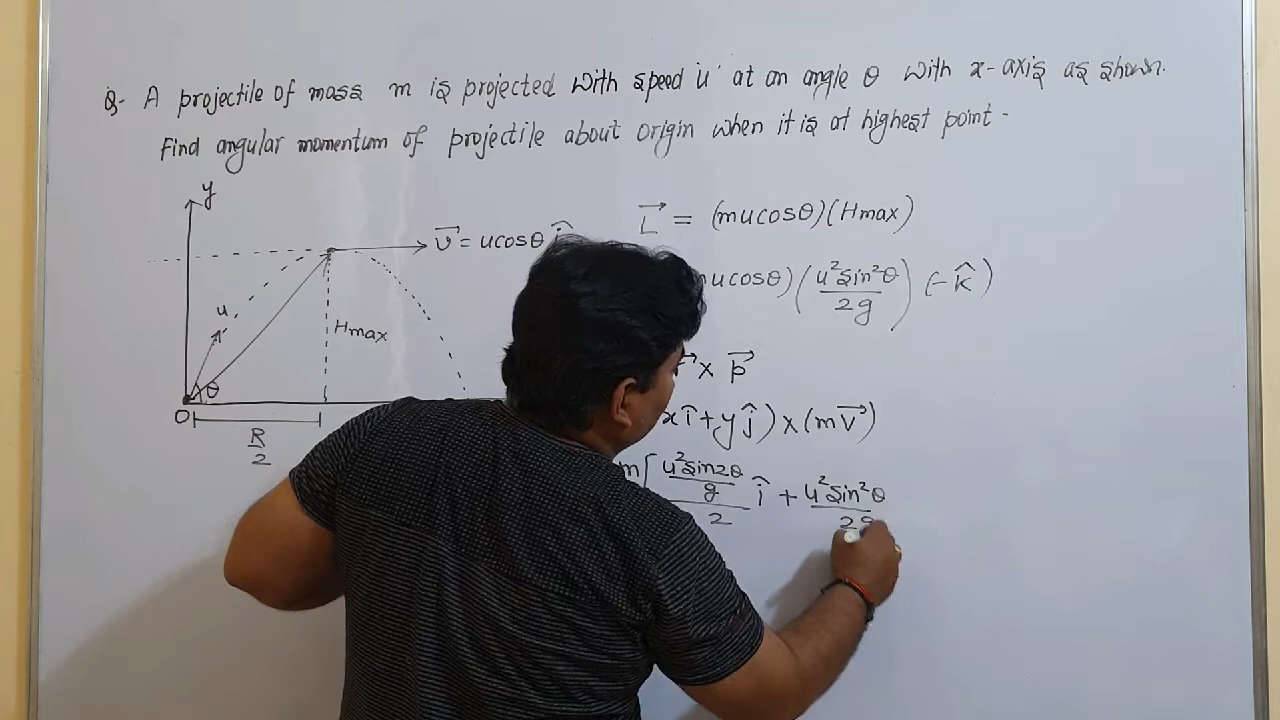 Q- A projectile of mass m is projected with speed 'u' at an angle θ with x-axis as shown.
Find angular momentum of projectile about origin when it is at highest point -
y
v⃗ = ucosθ î
u
Hmax
θ
O
R/2
L⃗ = (mucosθ)(Hmax)
ucosθ)(u²sin²θ/2g)(-k̂)
× p⃗
xî+yĵ)×(mv⃗)
m[u²sin2θ/g/2 î + u²sin²θ/2g